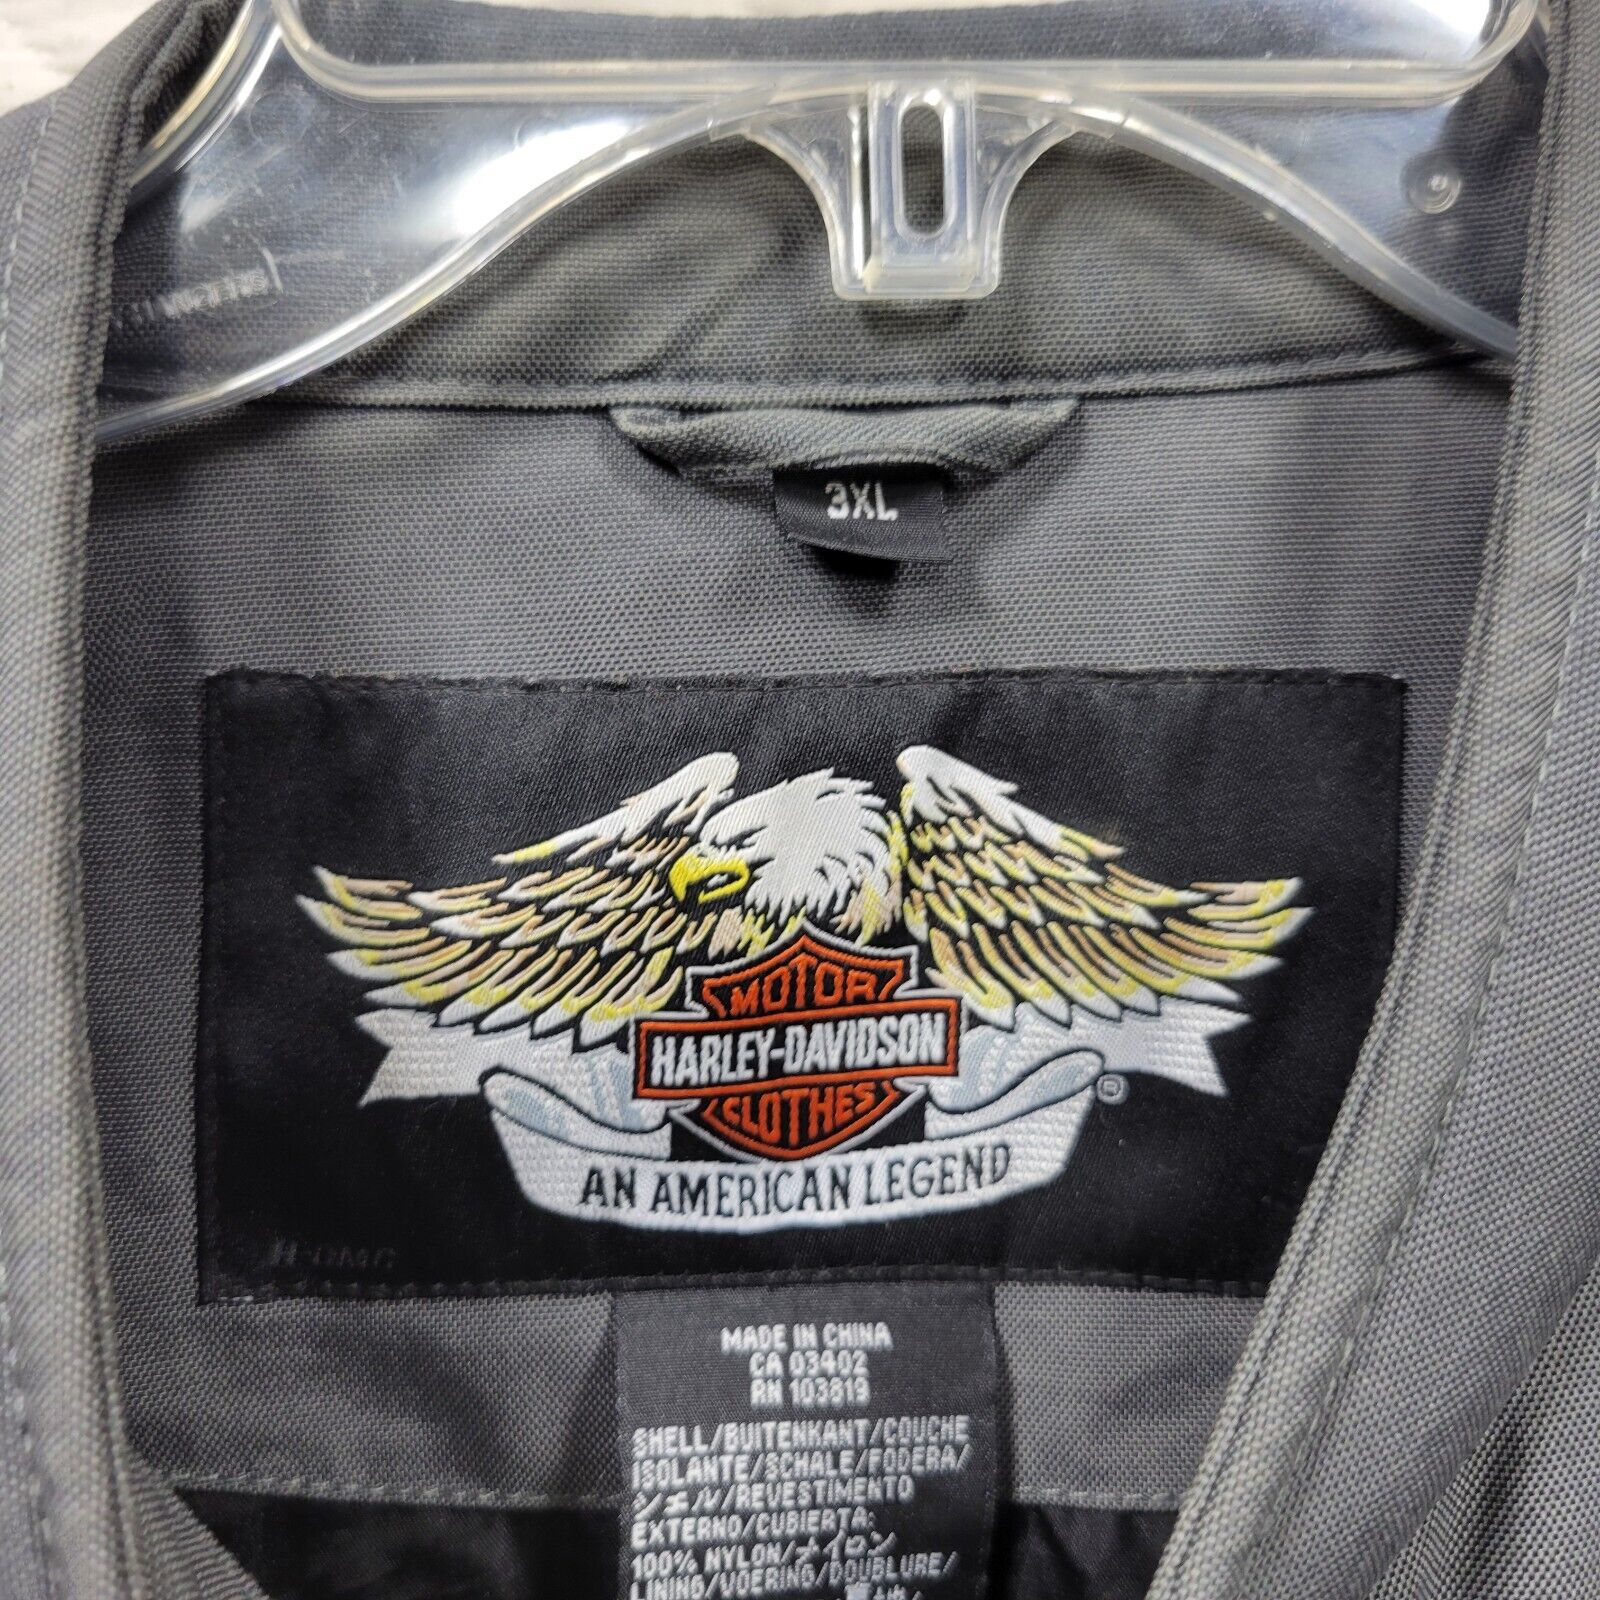 3XL
MOTOR
HARLEY-DAVIDSON
CLOTHES
®
AN AMERICAN LEGEND
MADE IN CHINA
CA 03402
RN 103819
SHELL/BUITENKANT/COUCHE
ISOLANTE/SCHALE/FODERA/
シェル/REVESTIMENTO
EXTERNO/CUBIERTA:
100% NYLON/ナイロン
LINING/VOERING/DOUBLURE/